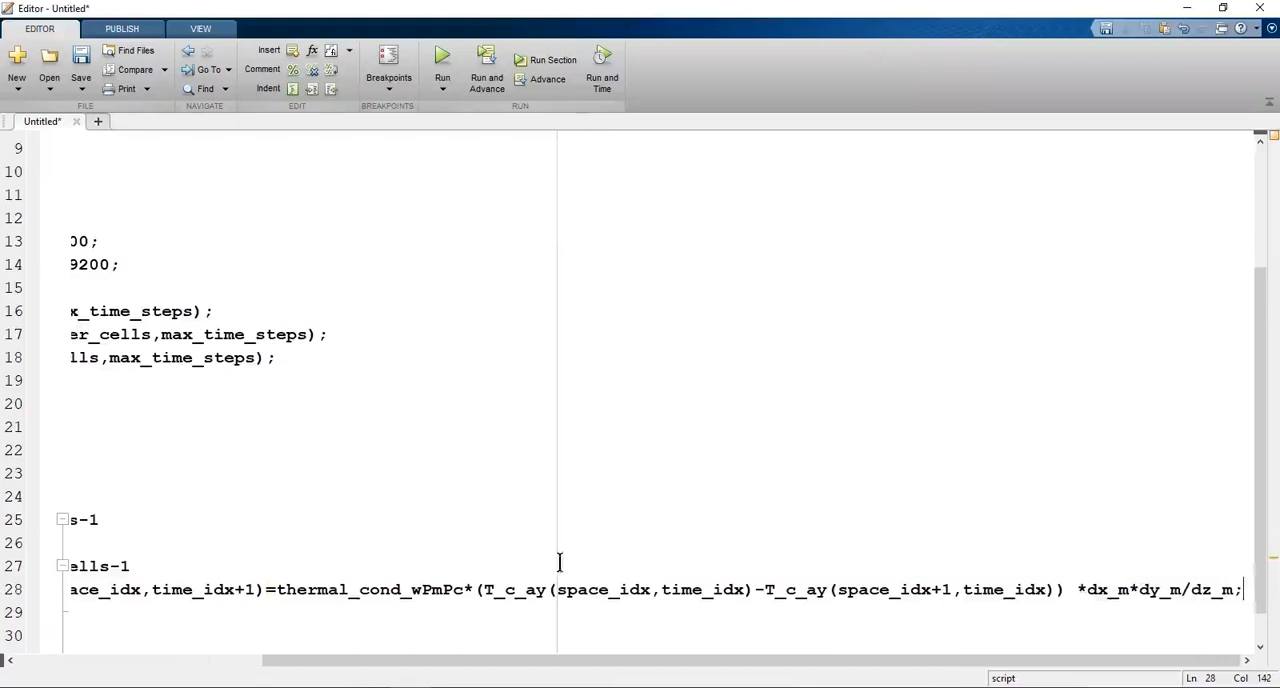 Editor - Untitled*
EDITOR PUBLISH VIEW
New Open Save Find Files Compare Print Go To Find Insert fx Comment Indent Breakpoints Run Run and Advance Run Section Advance Run and Time
FILE NAVIGATE EDIT BREAKPOINTS RUN
Untitled* × +
9
10
11
12
13 00;
14 9200;
15
16 x_time_steps);
17 er_cells,max_time_steps);
18 lls,max_time_steps);
19
20
21
22
23
24
25 s-1
26
27 ells-1
28 ace_idx,time_idx+1)=thermal_cond_wPmPc*(T_c_ay(space_idx,time_idx)-T_c_ay(space_idx+1,time_idx)) *dx_m*dy_m/dz_m;
29
30
script Ln 28 Col 142